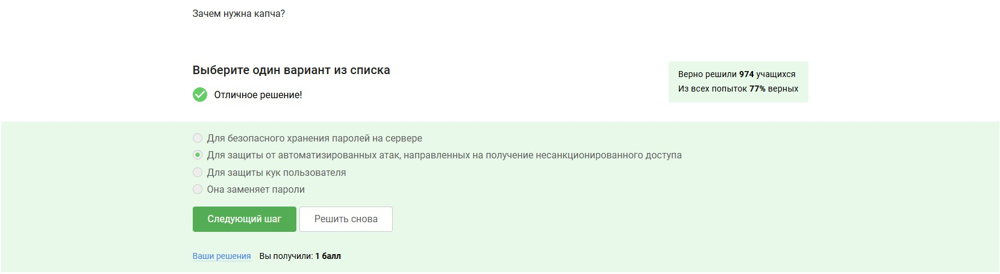 Зачем нужна капча?
Выберите один вариант из списка
Верно решили 974 учащихся
Из всех попыток 77% верных
Отличное решение!
Для безопасного хранения паролей на сервере
Для защиты от автоматизированных атак, направленных на получение несанкционированного доступа
Для защиты кук пользователя
Она заменяет пароли
Следующий шаг Решить снова
Ваши решения Вы получили: 1 балл